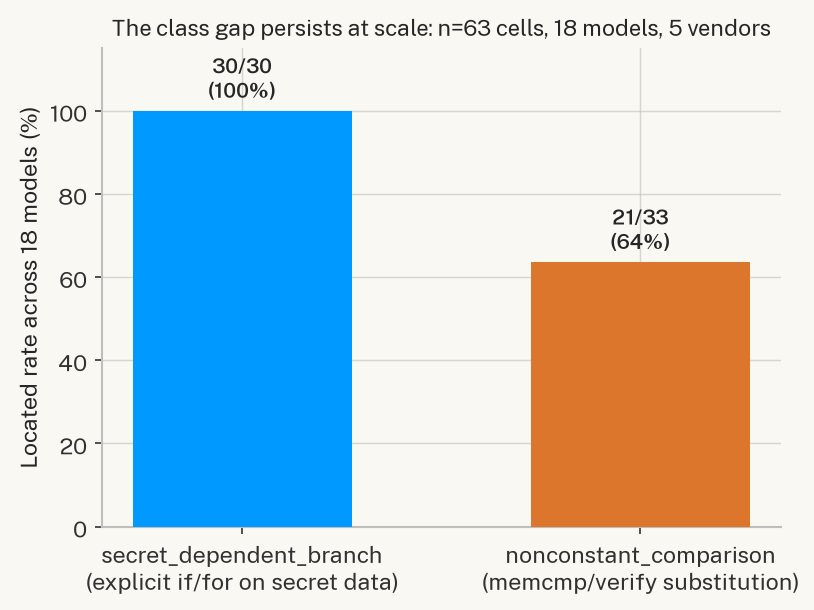 The class gap persists at scale: n=63 cells, 18 models, 5 vendors
Located rate across 18 models (%)
100
80
60
40
20
0
30/30
(100%)
21/33
(64%)
secret_dependent_branch
(explicit if/for on secret data)
nonconstant_comparison
(memcmp/verify substitution)